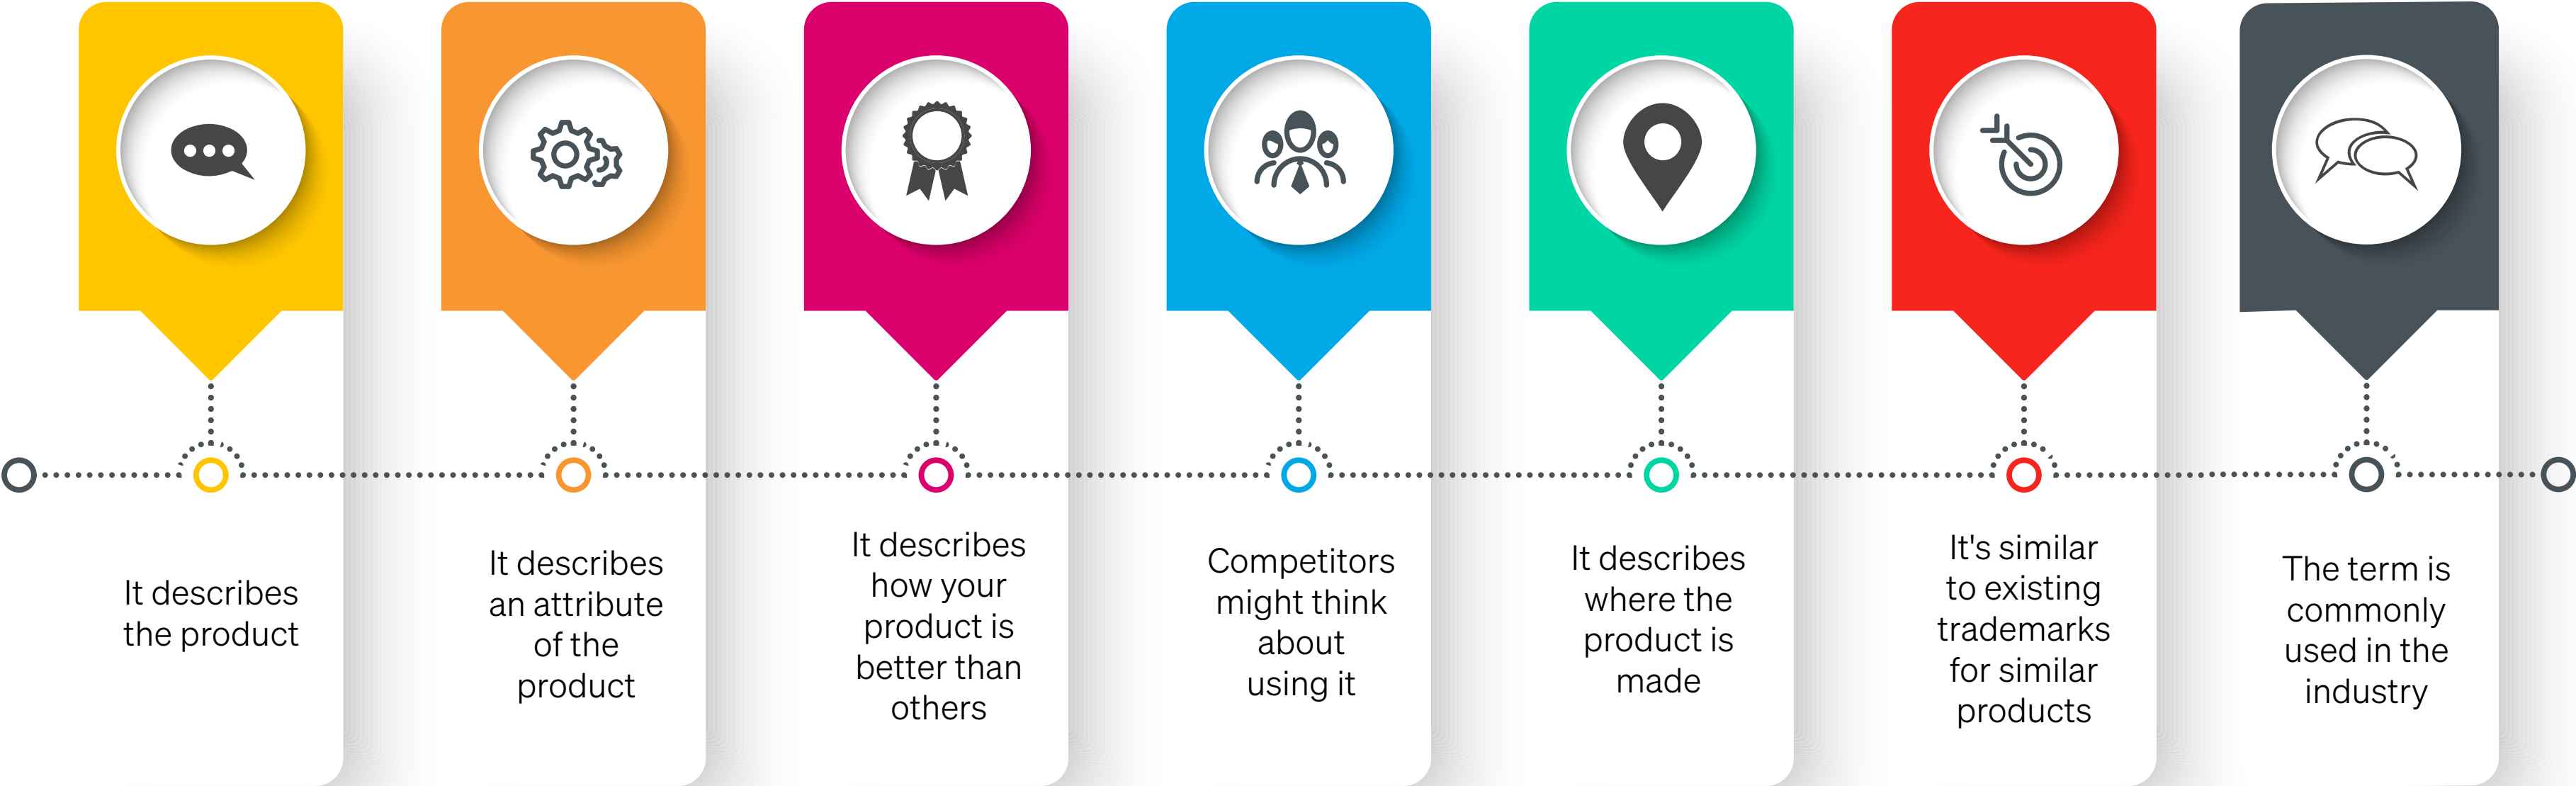 It describes
the product
It describes
an attribute
of the
product
It describes
how your
product is
better than
others
Competitors
might think
about
using it
It describes
where the
product is
made
It's similar
to existing
trademarks
for similar
products
The term is
commonly
used in the
industry